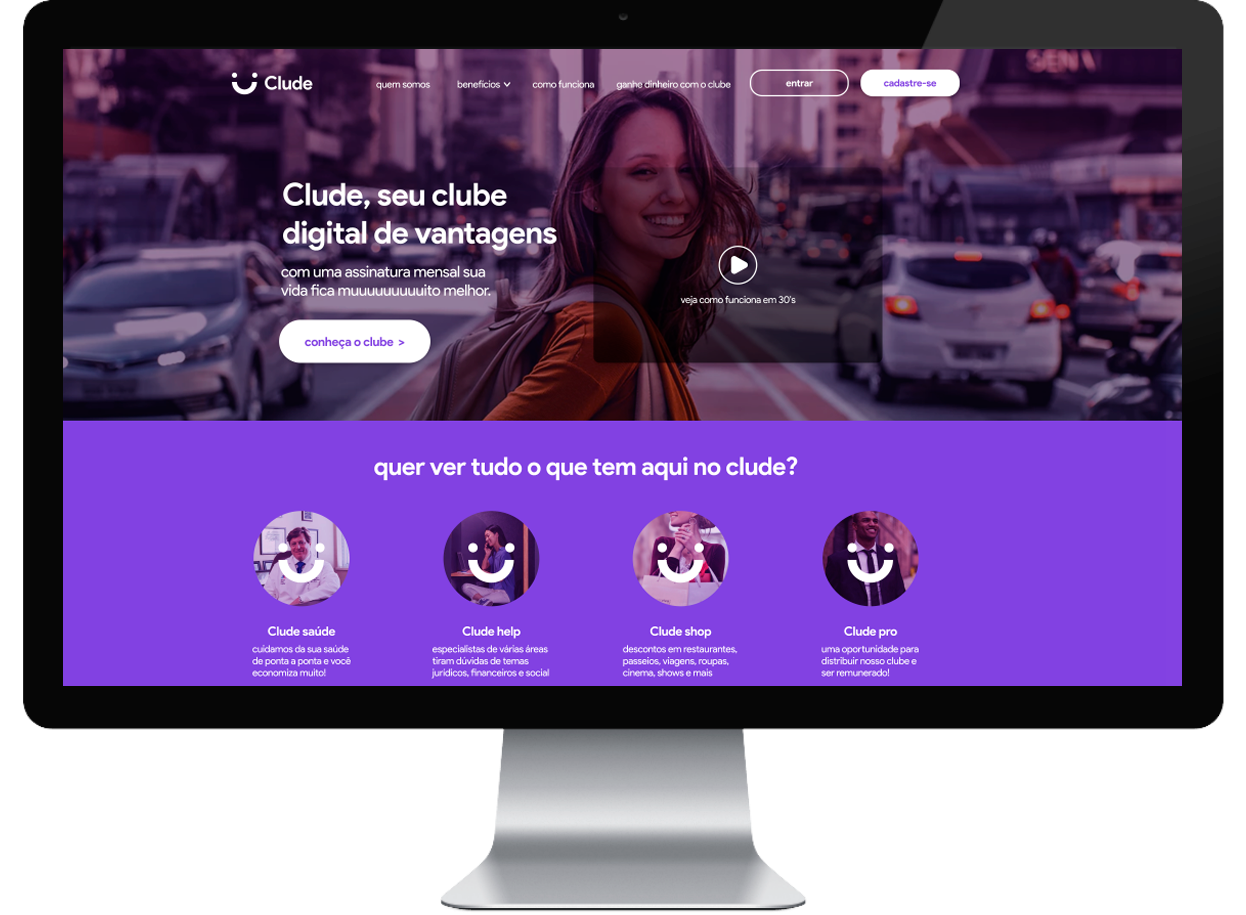 Clude
quem somos
benefícios
como funciona
ganhe dinheiro com o clube
entrar
cadastre-se
Clude, seu clube
digital de vantagens
com uma assinatura mensal sua
vida fica muuuuuuuuuito melhor.
conheça o clube >
veja como funciona em 30's
quer ver tudo o que tem aqui no clude?
Clude saúde
cuidamos da sua saúde
de ponta a ponta e você
economiza muito!
Clude help
especialistas de várias áreas
tiram dúvidas de temas
jurídicos, financeiros e social
Clude shop
descontos em restaurantes,
passeios, viagens, roupas,
cinema, shows e mais
Clude pro
uma oportunidade para
distribuir nosso clube e
ser remunerado!